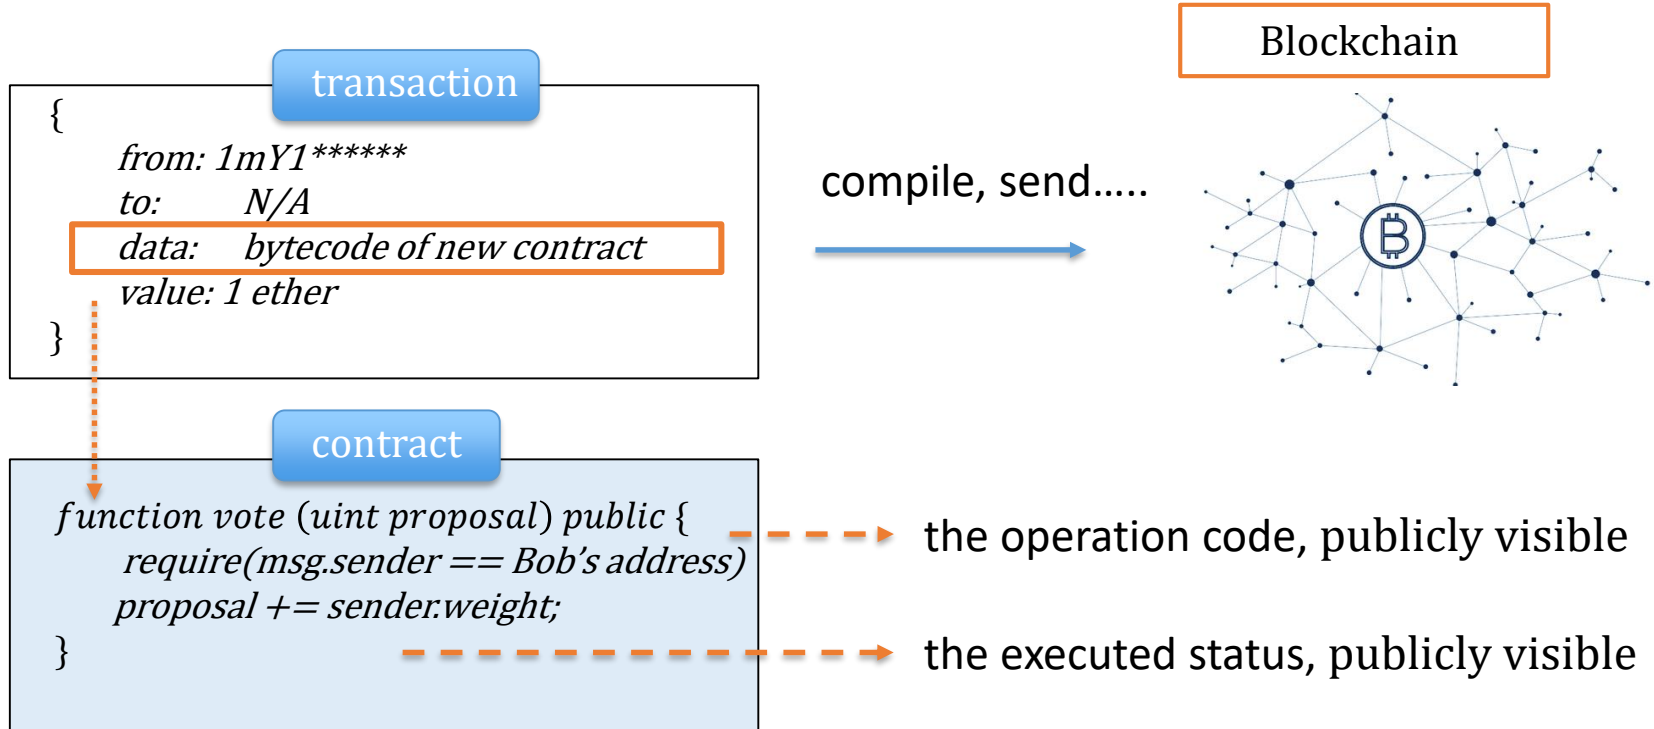 Blockchain
transaction
{
from: 1mY1******
to: N/A
data: bytecode of new contract
value: 1 ether
}
compile, send…..
contract
function vote (uint proposal) public {
require(msg.sender == Bob's address)
proposal += sender.weight;
}
the operation code, publicly visible
the executed status, publicly visible